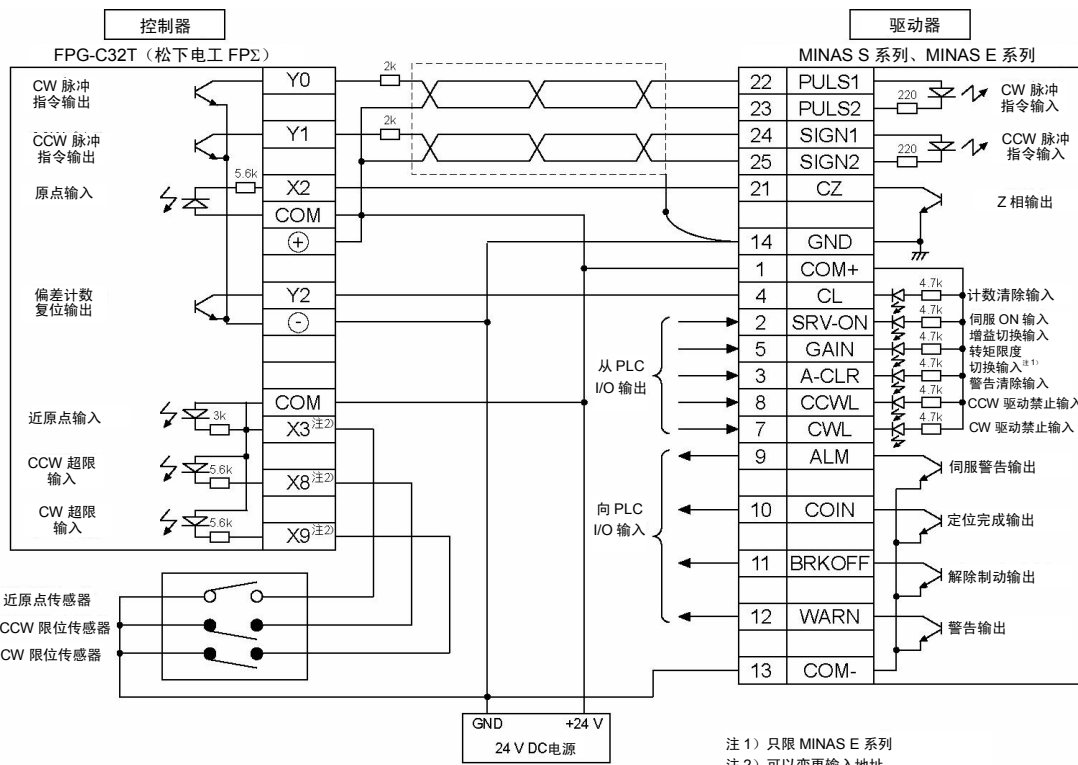 控制器
驱动器
FPG-C32T（松下电工 FPΣ）
MINAS S 系列、MINAS E 系列
CW 脉冲
指令输出
Y0
2k
22
PULS1
220
CW 脉冲
指令输入
23
PULS2
CCW 脉冲
指令输出
Y1
2k
24
SIGN1
220
CCW 脉冲
指令输入
25
SIGN2
原点输入
5.6k
X2
21
CZ
Z 相输出
COM
+
14
GND
1
COM+
偏差计数
复位输出
Y2
4
CL
4.7k
计数清除输入
-
2
SRV-ON
4.7k
伺服 ON 输入
5
GAIN
4.7k
增益切换输入
转矩限度
切换输入注1)
3
A-CLR
4.7k
警告清除输入
8
CCWL
4.7k
CCW 驱动禁止输入
7
CWL
4.7k
CW 驱动禁止输入
从 PLC
I/O 输出
COM
近原点输入
3k
X3注2)
9
ALM
伺服警告输出
CCW 超限
输入
5.6k
X8注2)
10
COIN
定位完成输出
向 PLC
I/O 输入
CW 超限
输入
5.6k
X9注2)
11
BRKOFF
解除制动输出
12
WARN
警告输出
13
COM-
近原点传感器
CCW 限位传感器
CW 限位传感器
GND
+24 V
24 V DC电源
注 1）只限 MINAS E 系列
注 2）可以变更输入地址